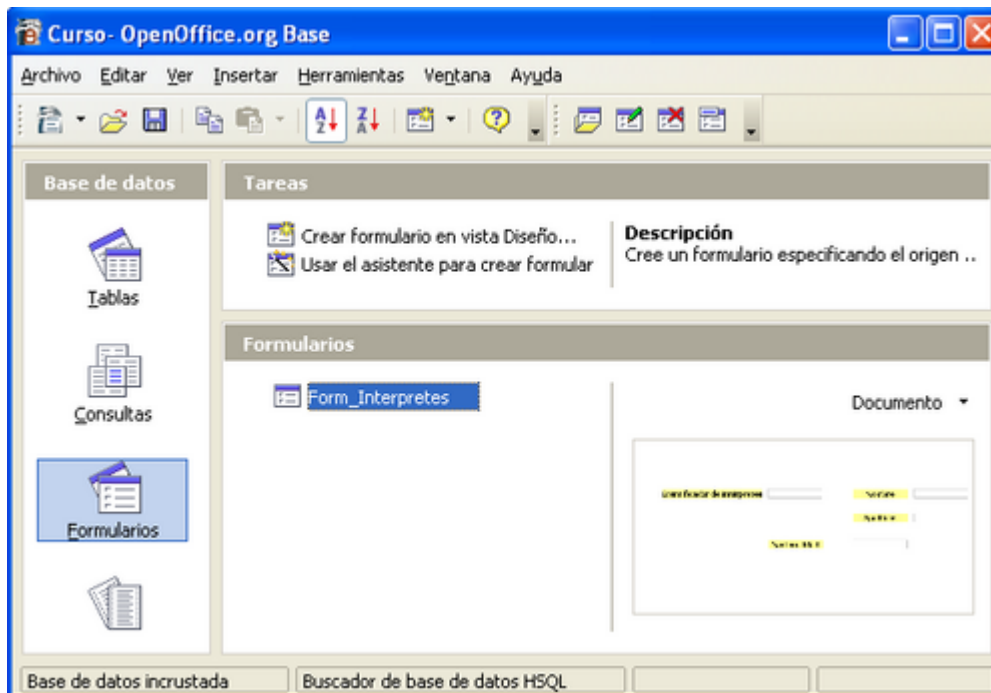 Curso- OpenOffice.org Base
Archivo Editar Ver Insertar Herramientas Ventana Ayuda
Base de datos
Tareas
Crear formulario en vista Diseño...
Usar el asistente para crear formular
Descripción
Cree un formulario especificando el origen ..
Tablas
Consultas
Formularios
Formularios
Form_Interpretes
Documento
Base de datos incrustada
Buscador de base de datos HSQL